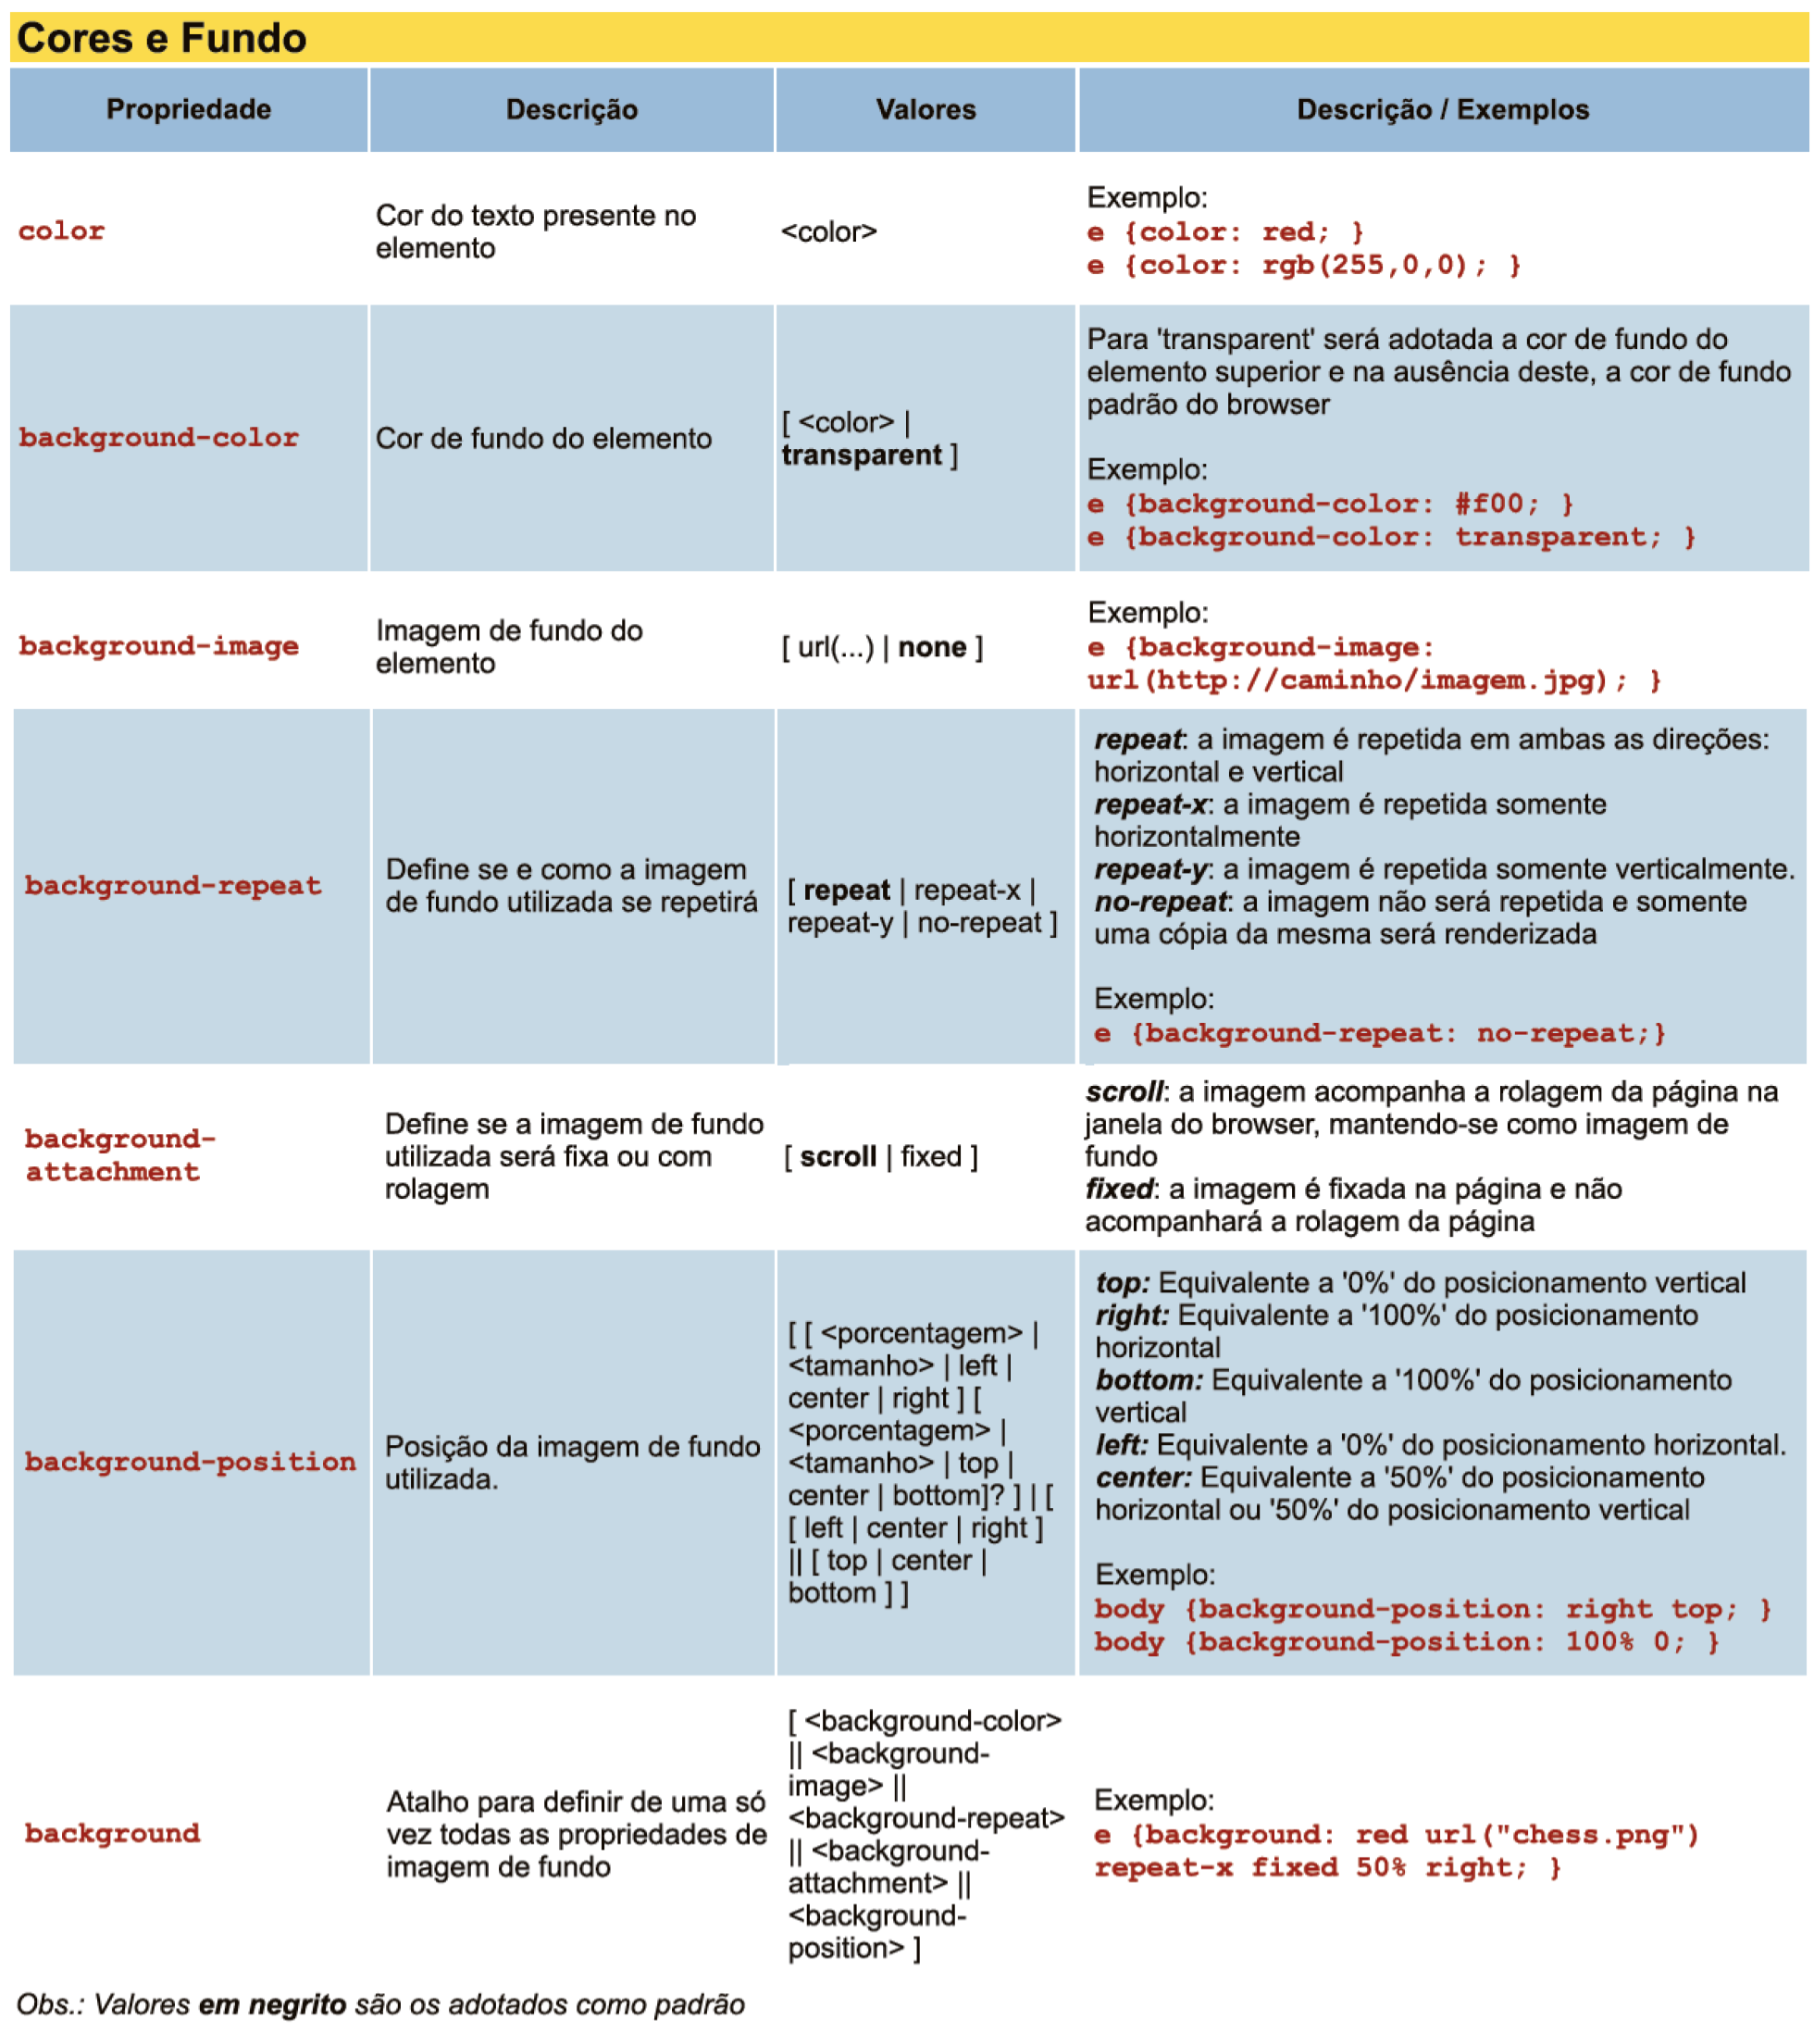 Cores e Fundo
Propriedade
Descrição
Valores
Descrição / Exemplos
color
Cor do texto presente no
elemento
<color>
Exemplo:
e {color: red; }
e {color: rgb(255,0,0); }
background-color
Cor de fundo do elemento
[ <color> |
transparent ]
Para 'transparent' será adotada a cor de fundo do
elemento superior e na ausência deste, a cor de fundo
padrão do browser
Exemplo:
e {background-color: #f00; }
e {background-color: transparent; }
background-image
Imagem de fundo do
elemento
[ url(...) | none ]
Exemplo:
e {background-image:
url(http://caminho/imagem.jpg); }
background-repeat
Define se e como a imagem
de fundo utilizada se repetirá
[ repeat | repeat-x |
repeat-y | no-repeat ]
repeat: a imagem é repetida em ambas as direções:
horizontal e vertical
repeat-x: a imagem é repetida somente
horizontalmente
repeat-y: a imagem é repetida somente verticalmente.
no-repeat: a imagem não será repetida e somente
uma cópia da mesma será renderizada
Exemplo:
e {background-repeat: no-repeat;}
background-
attachment
Define se a imagem de fundo
utilizada será fixa ou com
rolagem
[ scroll | fixed ]
scroll: a imagem acompanha a rolagem da página na
janela do browser, mantendo-se como imagem de
fundo
fixed: a imagem é fixada na página e não
acompanhará a rolagem da página
background-position
Posição da imagem de fundo
utilizada.
[ [ <porcentagem> |
<tamanho> | left |
center | right ] [
<porcentagem> |
<tamanho> | top |
center | bottom]? ] | [
[ left | center | right ]
|| [ top | center |
bottom ] ]
top: Equivalente a '0%' do posicionamento vertical
right: Equivalente a '100%' do posicionamento
horizontal
bottom: Equivalente a '100%' do posicionamento
vertical
left: Equivalente a '0%' do posicionamento horizontal.
center: Equivalente a '50%' do posicionamento
horizontal ou '50%' do posicionamento vertical
Exemplo:
body {background-position: right top; }
body {background-position: 100% 0; }
background
Atalho para definir de uma só
vez todas as propriedades de
imagem de fundo
[ <background-color>
|| <background-
image> ||
<background-repeat>
|| <background-
attachment> ||
<background-
position> ]
Exemplo:
e {background: red url("chess.png")
repeat-x fixed 50% right; }
Obs.: Valores em negrito são os adotados como padrão